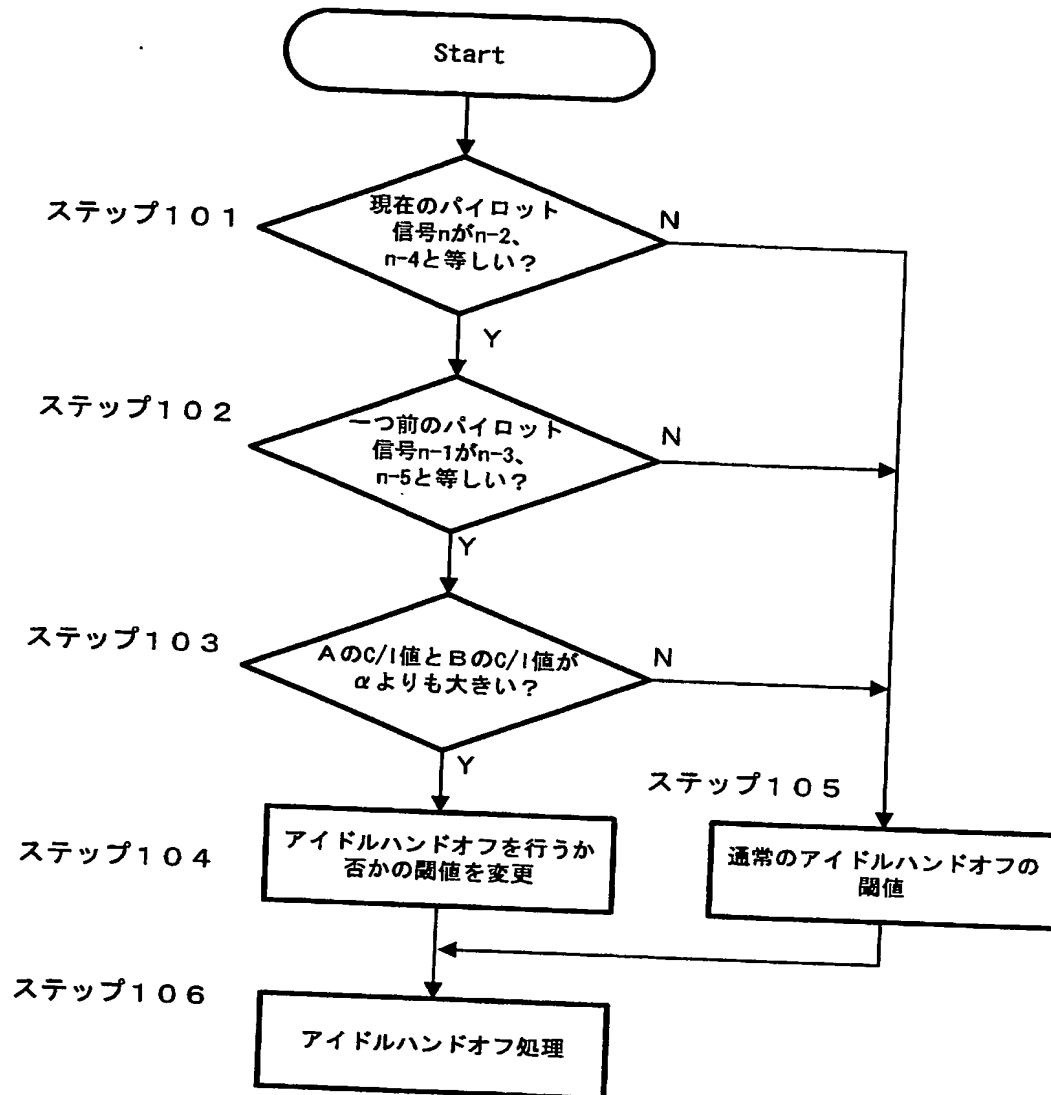 Start
ステップ101
現在のパイロット
信号nがn-2、
n-4と等しい?
N
Y
ステップ102
一つ前のパイロット
信号n-1がn-3、
n-5と等しい?
N
Y
ステップ103
AのC/I値とBのC/I値が
αよりも大きい?
N
Y
ステップ104
アイドルハンドオフを行うか
否かの閾値を変更
ステップ105
通常のアイドルハンドオフの
閾値
ステップ106
アイドルハンドオフ処理